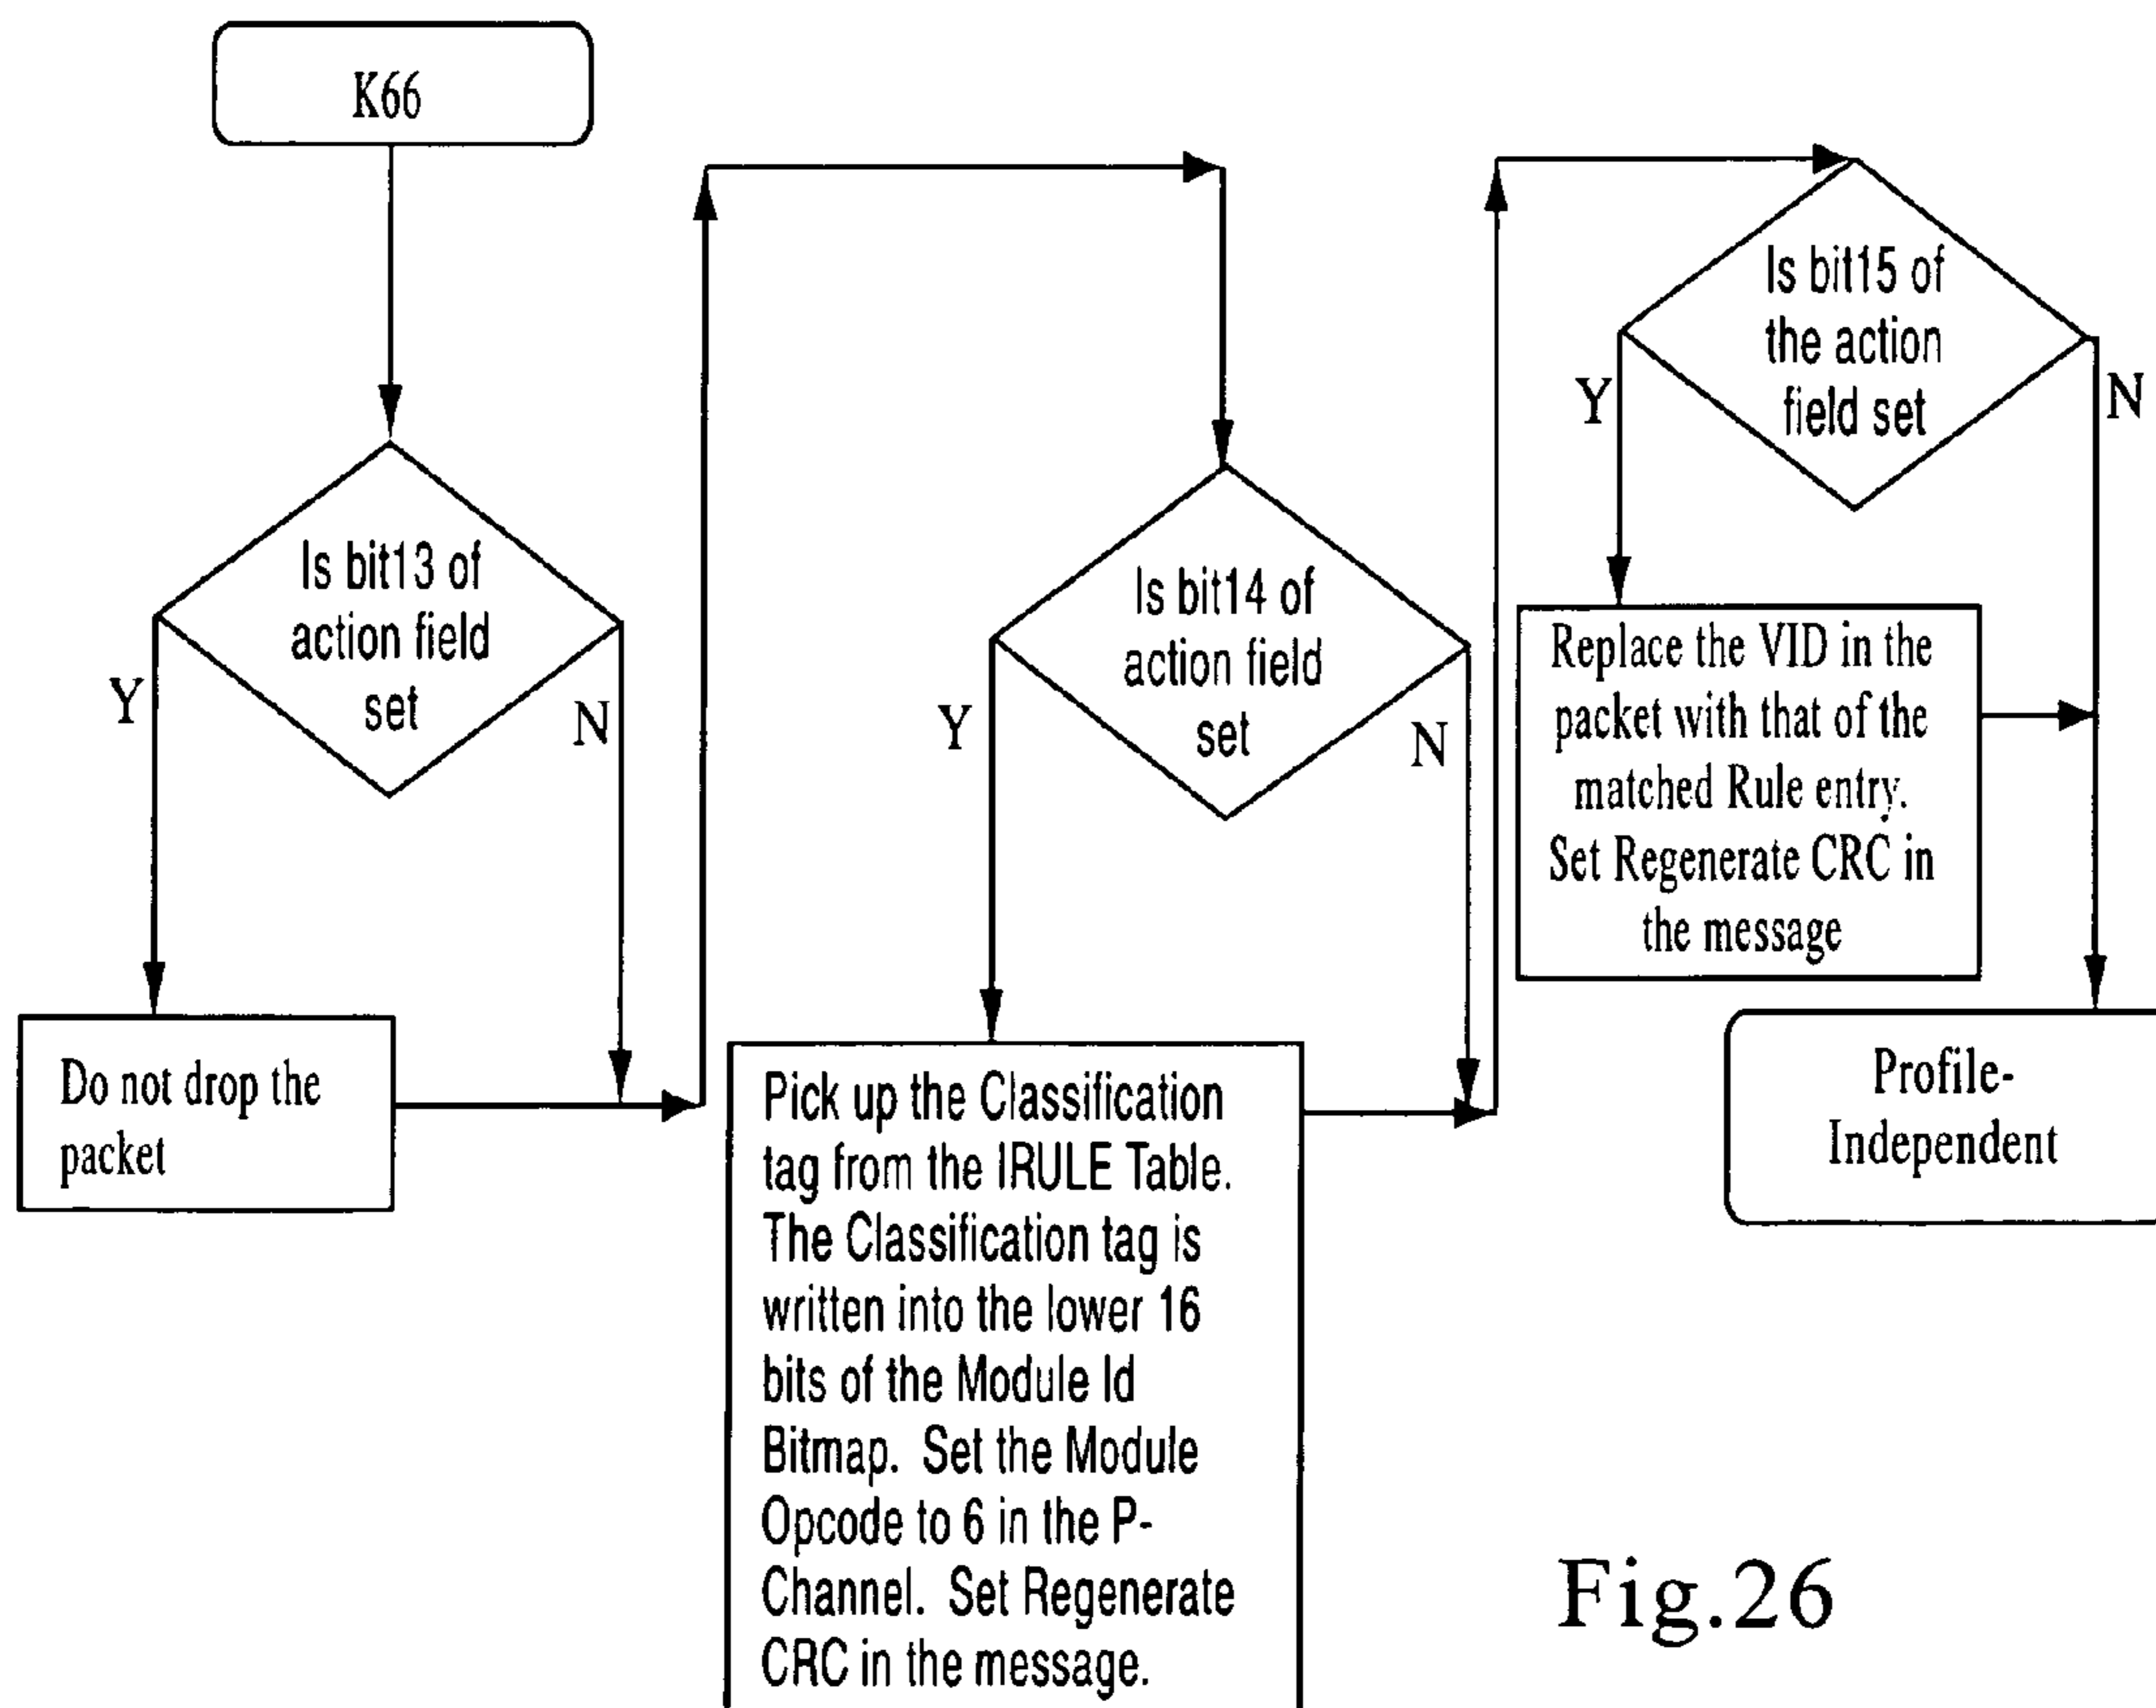 K66
Is bit13 of
action field
set
Y
N
Do not drop the
packet
Is bit14 of
action field
set
Y
N
Pick up the Classification
tag from the IRULE Table.
The Classification tag is
written into the lower 16
bits of the Module Id
Bitmap. Set the Module
Opcode to 6 in the P-
Channel. Set Regenerate
CRC in the message.
Is bit15 of
the action
field set
Y
N
Replace the VID in the
packet with that of the
matched Rule entry.
Set Regenerate CRC in
the message
Profile-
Independent
Fig.26